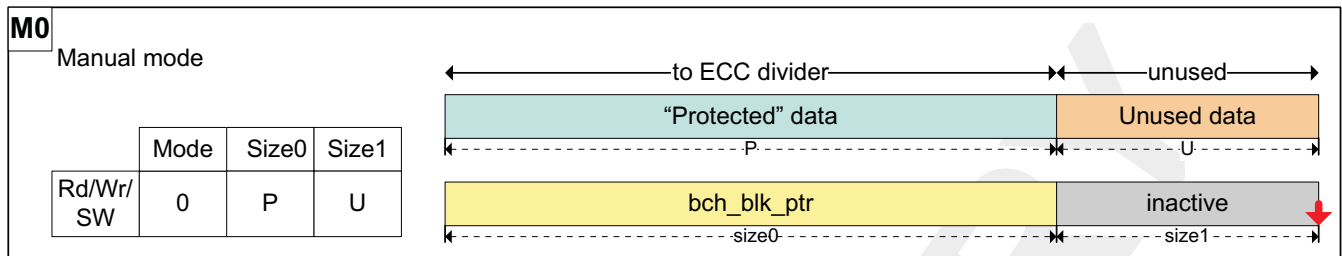 M0
Manual mode
to ECC divider unused
“Protected” data Unused data
P U
Mode Size0 Size1
Rd/Wr/
SW 0 P U
bch_blk_ptr inactive
size0 size1